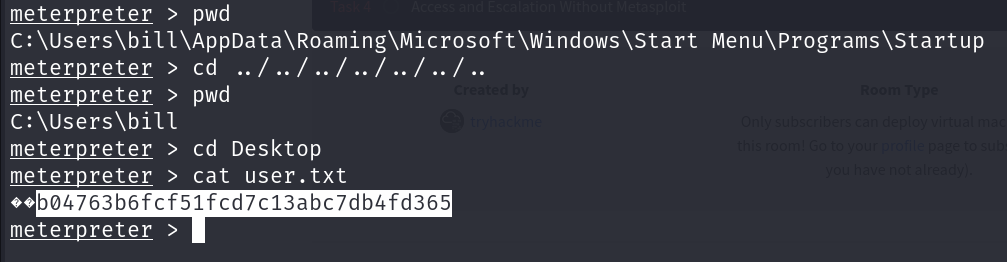 Access and Escalation Without Metasploit
meterpreter > pwd
C:\Users\bill\AppData\Roaming\Microsoft\Windows\Start Menu\Programs\Startup
meterpreter > cd ../../../../../../..
meterpreter > pwd
Created by
Room Type
C:\Users\bill
tryhackme
Only subscribers can deploy virtual mac
meterpreter > cd Desktop
this room! Go to your profile page to subs
meterpreter > cat user.txt
you have not already).
��b04763b6fcf51fcd7c13abc7db4fd365
meterpreter >